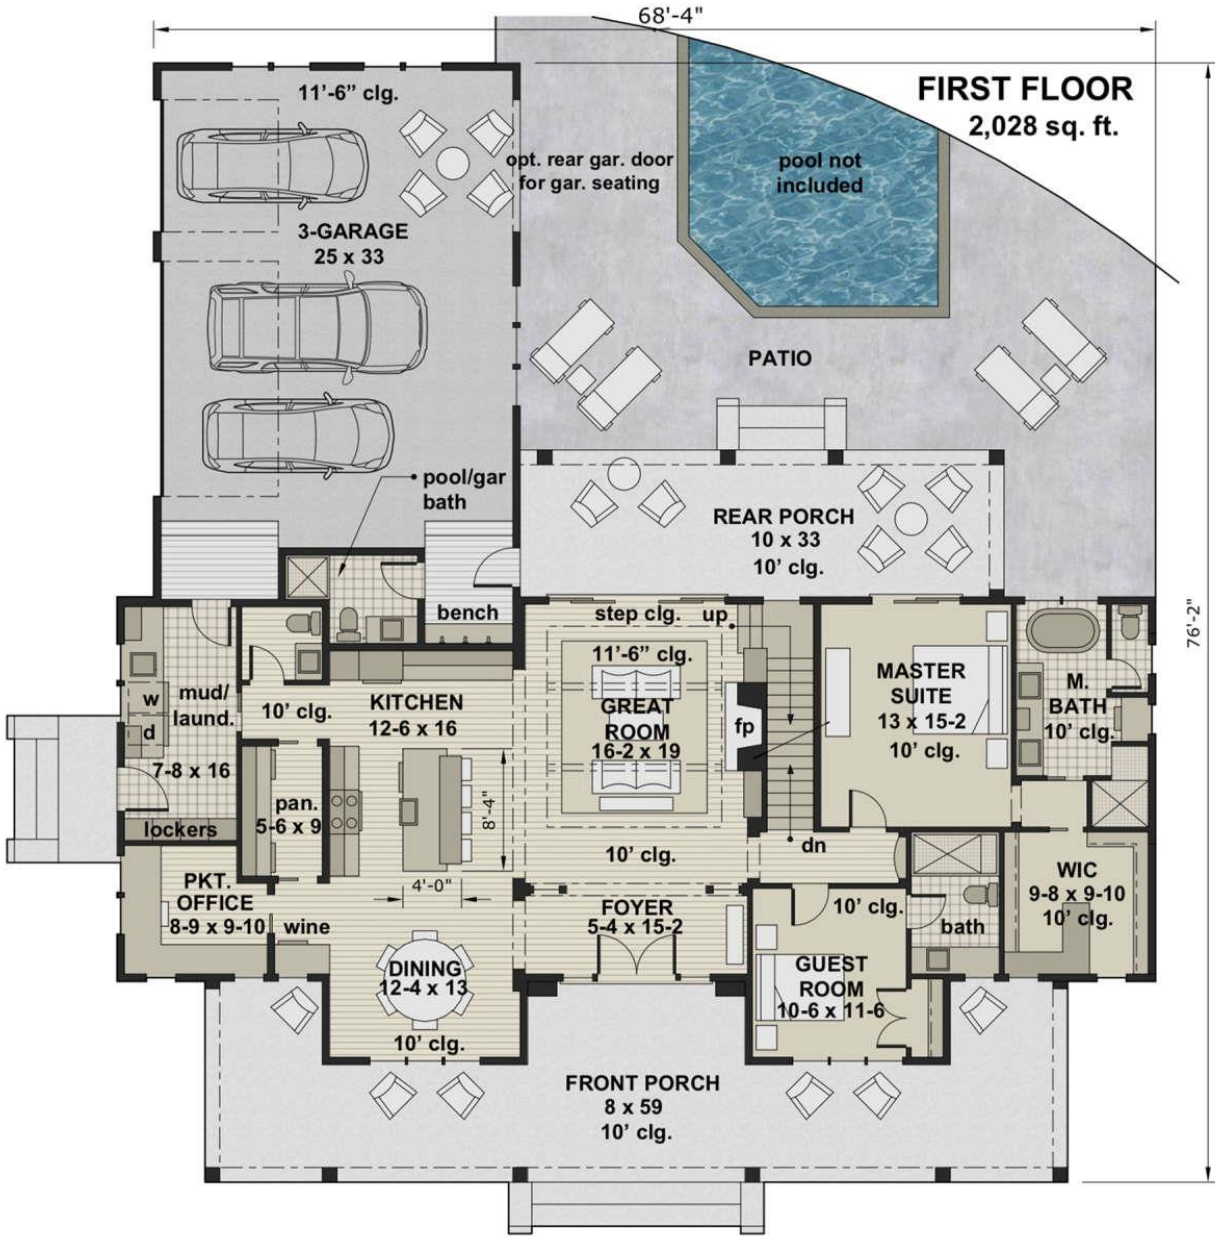 68'-4"
FIRST FLOOR
2,028 sq. ft.
11'-6” clg.
opt. rear gar. door
for gar. seating
pool not
included
3-GARAGE
25 x 33
PATIO
76'-2"
pool/gar
bath
REAR PORCH
10 x 33
10’ clg.
bench
step clg.
up
11'-6” clg.
w
d
mud/
laund.
7-8 x 16
10’ clg.
KITCHEN
12-6 x 16
GREAT
ROOM
16-2 x 19
fp
MASTER
SUITE
13 x 15-2
10’ clg.
M.
BATH
10’ clg.
pan.
5-6 x 9
8'-4"
lockers
10’ clg.
dn
4'-0"
PKT.
OFFICE
8-9 x 9-10
wine
FOYER
5-4 x 15-2
10’ clg.
bath
WIC
9-8 x 9-10
10’ clg.
DINING
12-4 x 13
10’ clg.
GUEST
ROOM
10-6 x 11-6
FRONT PORCH
8 x 59
10’ clg.